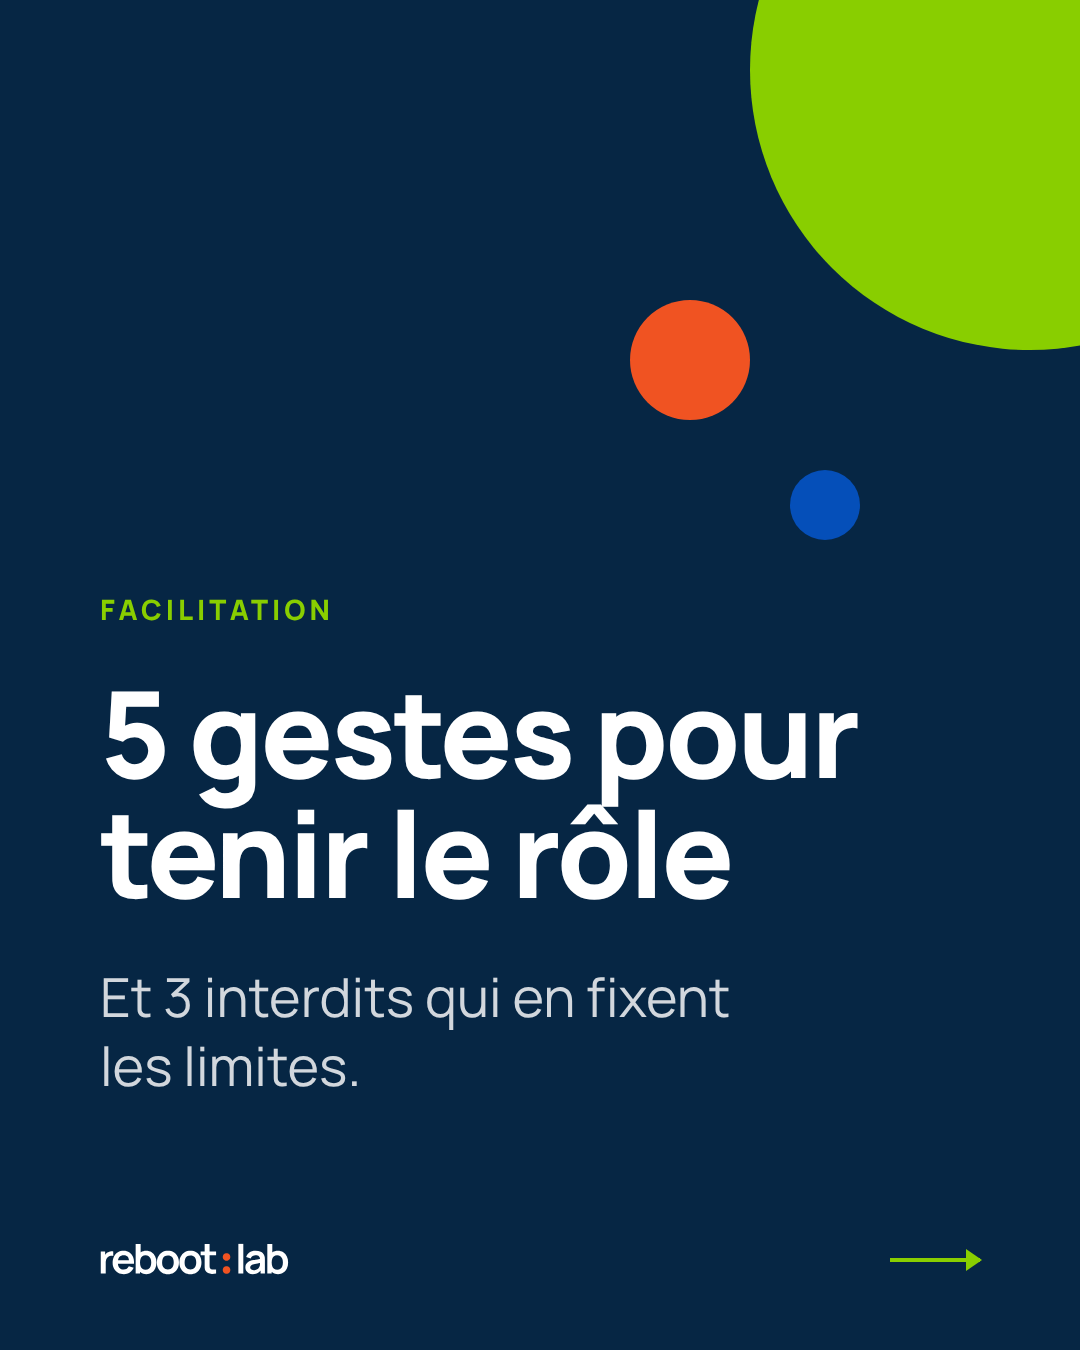 FACILITATION
5 gestes pour
tenir le rôle
Et 3 interdits qui en fixent
les limites.
reboot:lab